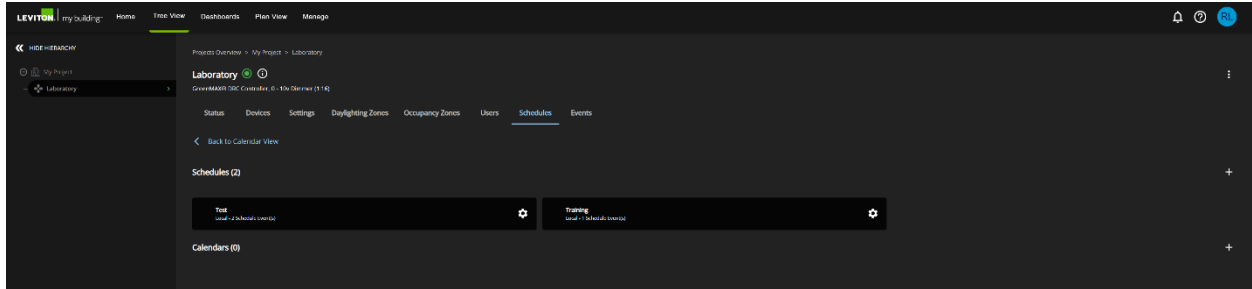 LEVITON. my building Home Tree View Dashboards Plan View Manage RL
HIDE HIERARCHY
Projects Overview > My Project > Laboratory
My Project
Laboratory
Laboratory
GreenMAX® DRC Controller, 0 - 10v Dimmer (1.16)
Status Devices Settings Daylighting Zones Occupancy Zones Users Schedules Events
Back to Calendar View
Schedules (2)
Test
Local - 2 Schedule Event(s)
Training
Local - 1 Schedule Event(s)
Calendars (0)